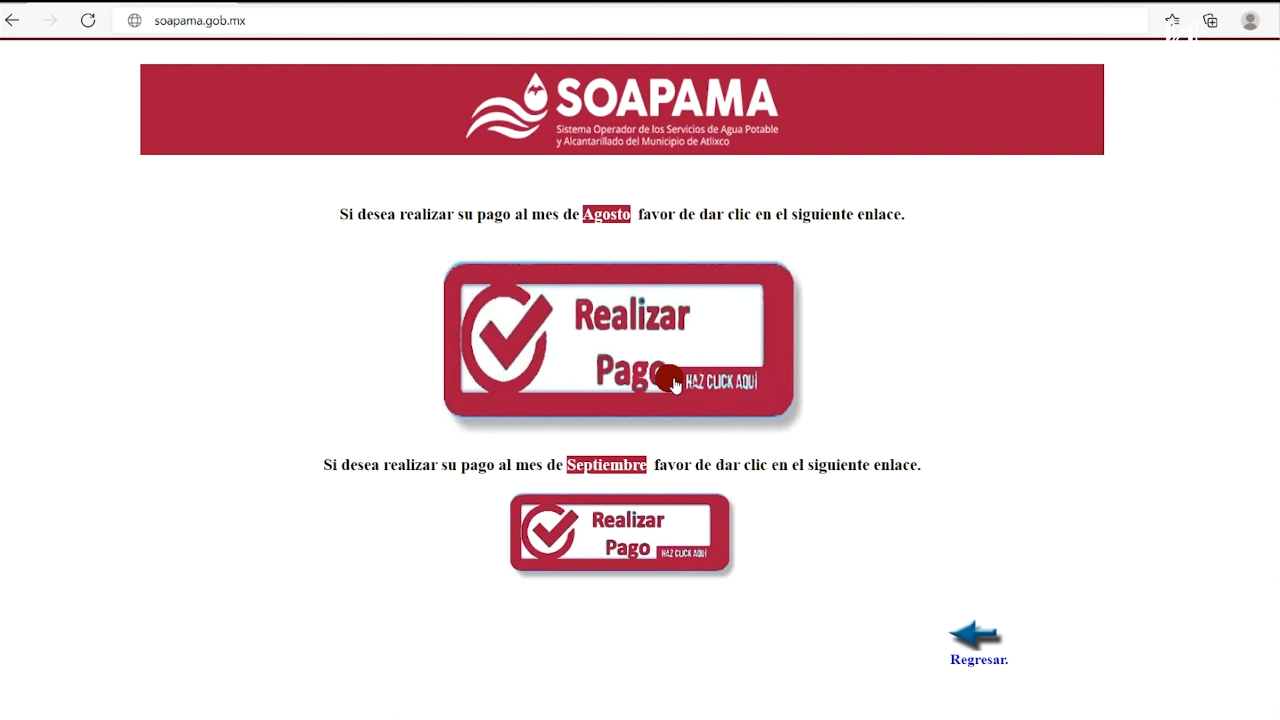 soapama.gob.mx
SOAPAMA
Sistema Operador de los Servicios de Agua Potable
y Alcantarillado del Municipio de Atlixco
Si desea realizar su pago al mes de Agosto favor de dar clic en el siguiente enlace.
Realizar
Pago
HAZ CLICK AQUÍ
Si desea realizar su pago al mes de Septiembre favor de dar clic en el siguiente enlace.
Realizar
Pago
HAZ CLICK AQUÍ
Regresar.